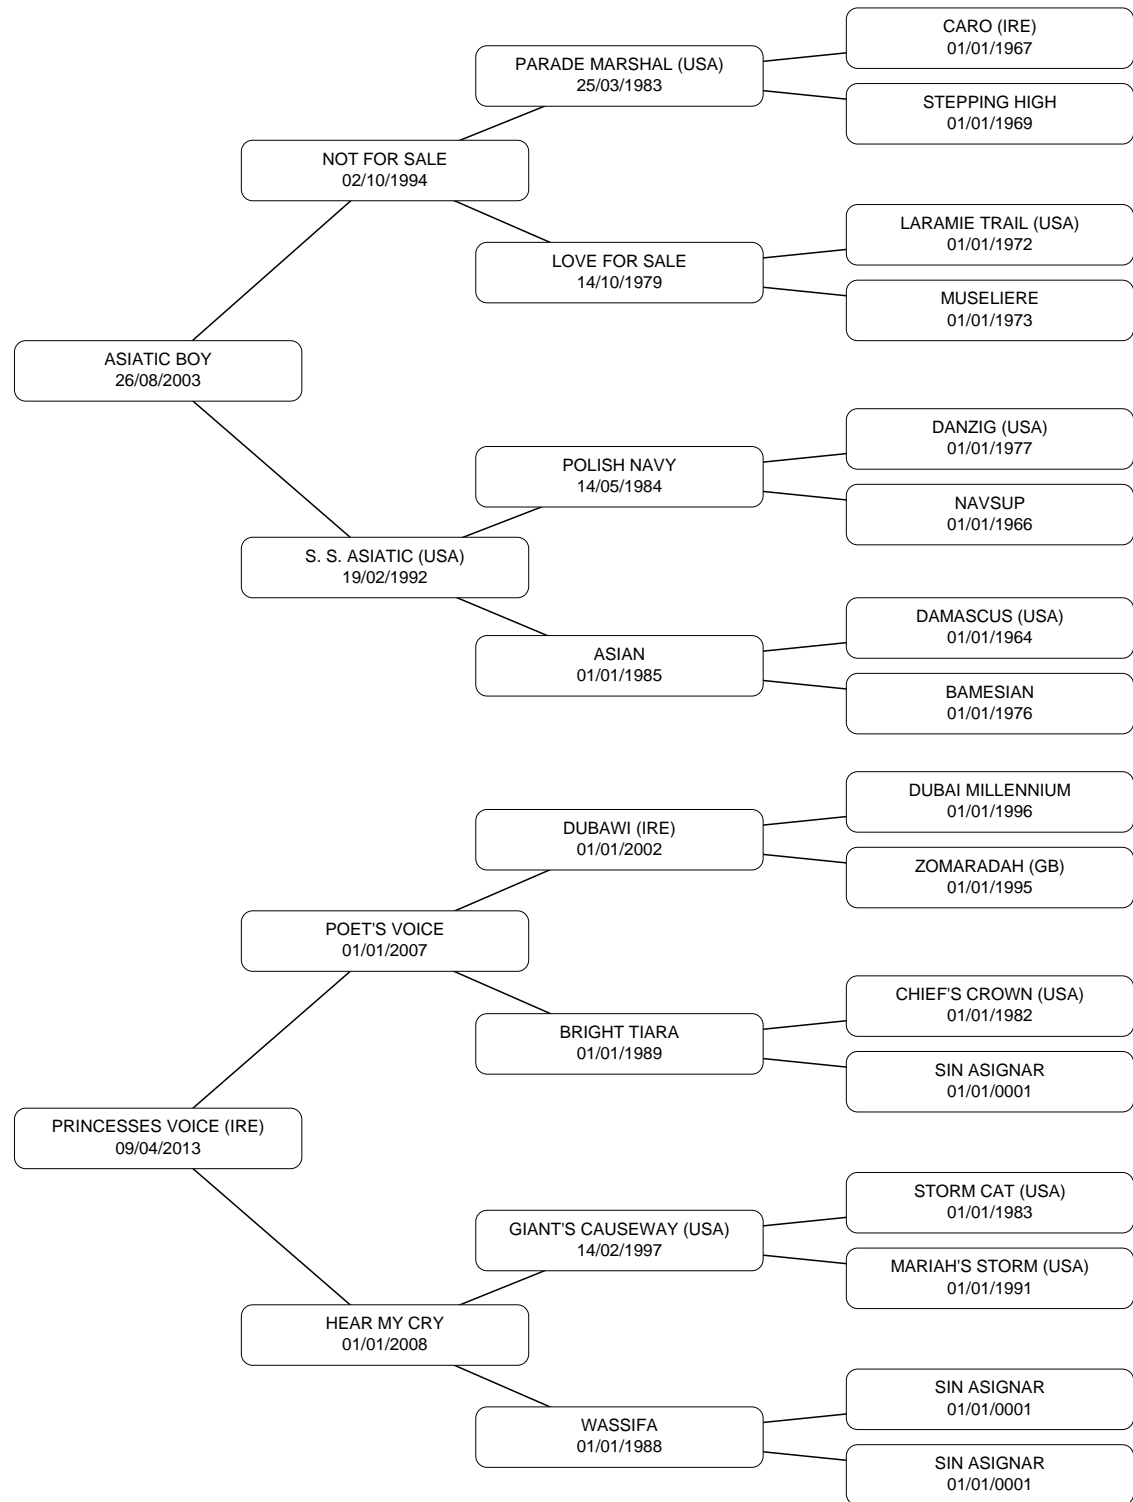 CARO (IRE)
01/01/1967
PARADE MARSHAL (USA)
25/03/1983
STEPPING HIGH
01/01/1969
NOT FOR SALE
02/10/1994
LARAMIE TRAIL (USA)
01/01/1972
LOVE FOR SALE
14/10/1979
MUSELIERE
01/01/1973
ASIATIC BOY
26/08/2003
DANZIG (USA)
01/01/1977
POLISH NAVY
14/05/1984
NAVSUP
01/01/1966
S. S. ASIATIC (USA)
19/02/1992
DAMASCUS (USA)
01/01/1964
ASIAN
01/01/1985
BAMESIAN
01/01/1976
DUBAI MILLENNIUM
01/01/1996
DUBAWI (IRE)
01/01/2002
ZOMARADAH (GB)
01/01/1995
POET'S VOICE
01/01/2007
CHIEF'S CROWN (USA)
01/01/1982
BRIGHT TIARA
01/01/1989
SIN ASIGNAR
01/01/0001
PRINCESSES VOICE (IRE)
09/04/2013
STORM CAT (USA)
01/01/1983
GIANT'S CAUSEWAY (USA)
14/02/1997
MARIAH'S STORM (USA)
01/01/1991
HEAR MY CRY
01/01/2008
SIN ASIGNAR
01/01/0001
WASSIFA
01/01/1988
SIN ASIGNAR
01/01/0001